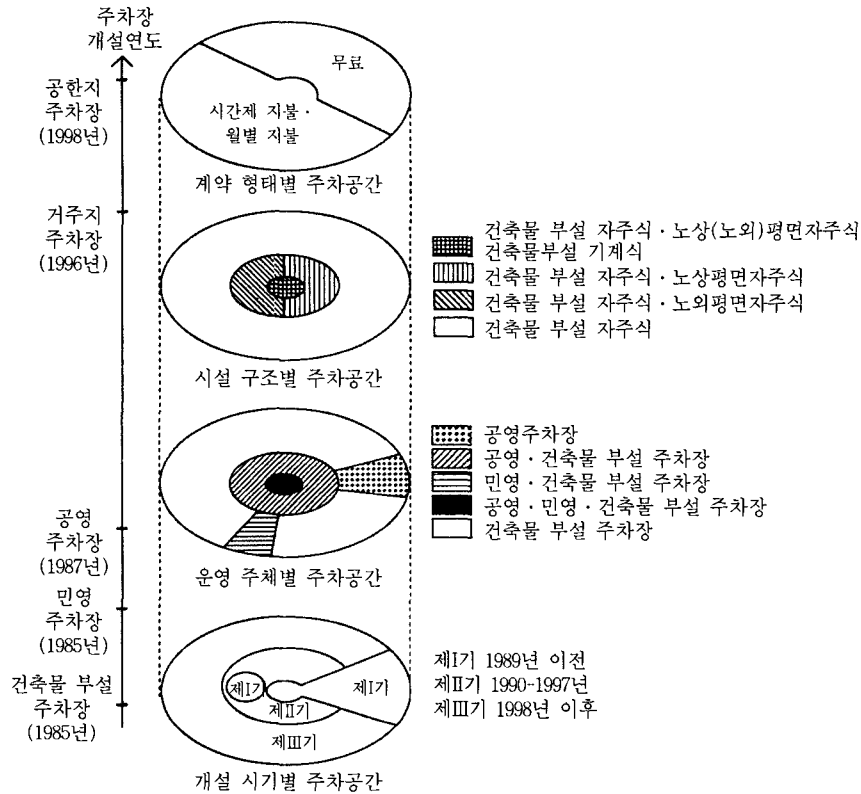 주차장
개설연도
공한지
주차장
(1998년)
무료
시간제 지불·
월별 지불
계약 형태별 주차공간
거주지
주차장
(1996년)
건축물 부설 자주식·노상(노외)평면자주식
건축물부설 기계식
건축물 부설 자주식·노상평면자주식
건축물 부설 자주식·노외평면자주식
건축물 부설 자주식
시설 구조별 주차공간
공영주차장
공영·건축물 부설 주차장
민영·건축물 부설 주차장
공영·민영·건축물 부설 주차장
건축물 부설 주차장
공영
주차장
(1987년)
운영 주체별 주차공간
민영
주차장
(1985년)
건축물 부설
주차장
(1985년)
제Ⅰ기
제Ⅰ기
제Ⅱ기
제Ⅲ기
제Ⅰ기 1989년 이전
제Ⅱ기 1990~1997년
제Ⅲ기 1998년 이후
개설 시기별 주차공간